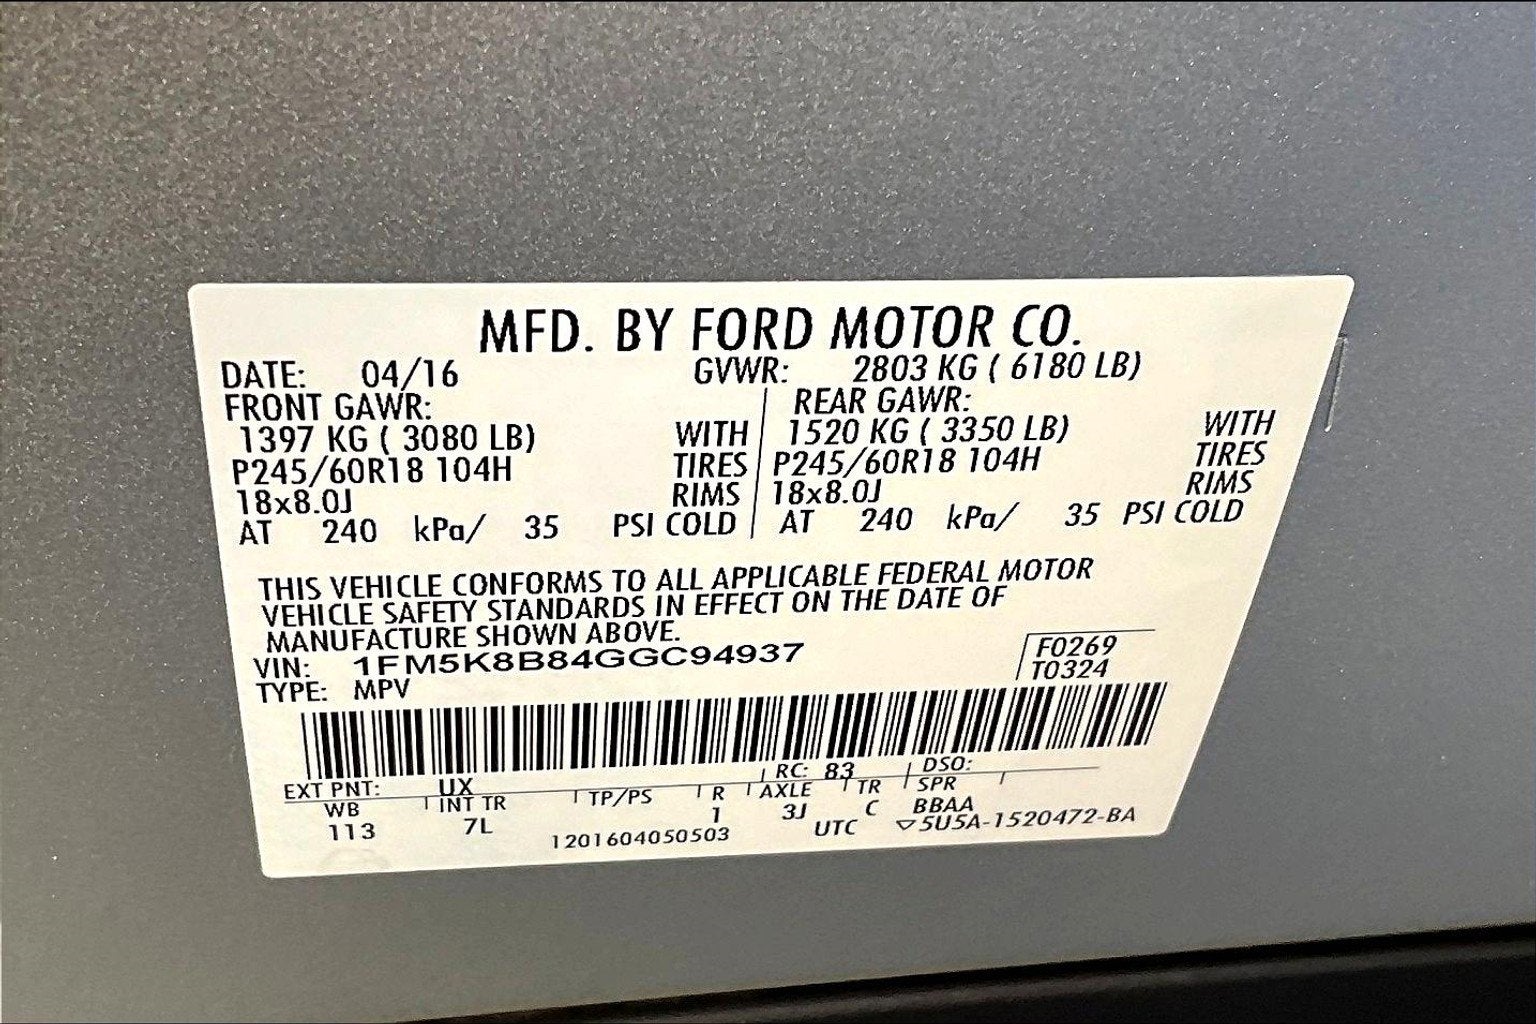 MFD. BY FORD MOTOR CO.
DATE: 04/16 GVWR: 2803 KG ( 6180 LB)
FRONT GAWR: REAR GAWR:
1397 KG ( 3080 LB) WITH 1520 KG ( 3350 LB) WITH
P245/60R18 104H TIRES P245/60R18 104H TIRES
18x8.0J RIMS 18x8.0J RIMS
AT 240 kPa/ 35 PSI COLD AT 240 kPa/ 35 PSI COLD
THIS VEHICLE CONFORMS TO ALL APPLICABLE FEDERAL MOTOR
VEHICLE SAFETY STANDARDS IN EFFECT ON THE DATE OF
MANUFACTURE SHOWN ABOVE.
VIN: 1FM5K8B84GGC94937 F0269
TYPE: MPV T0324
EXT PNT: UX RC: 83 DSO:
WB INT TR TP/PS R AXLE TR SPR
113 7L 1 3J C BBAA
1201604050503 UTC ▽5U5A-1520472-BA